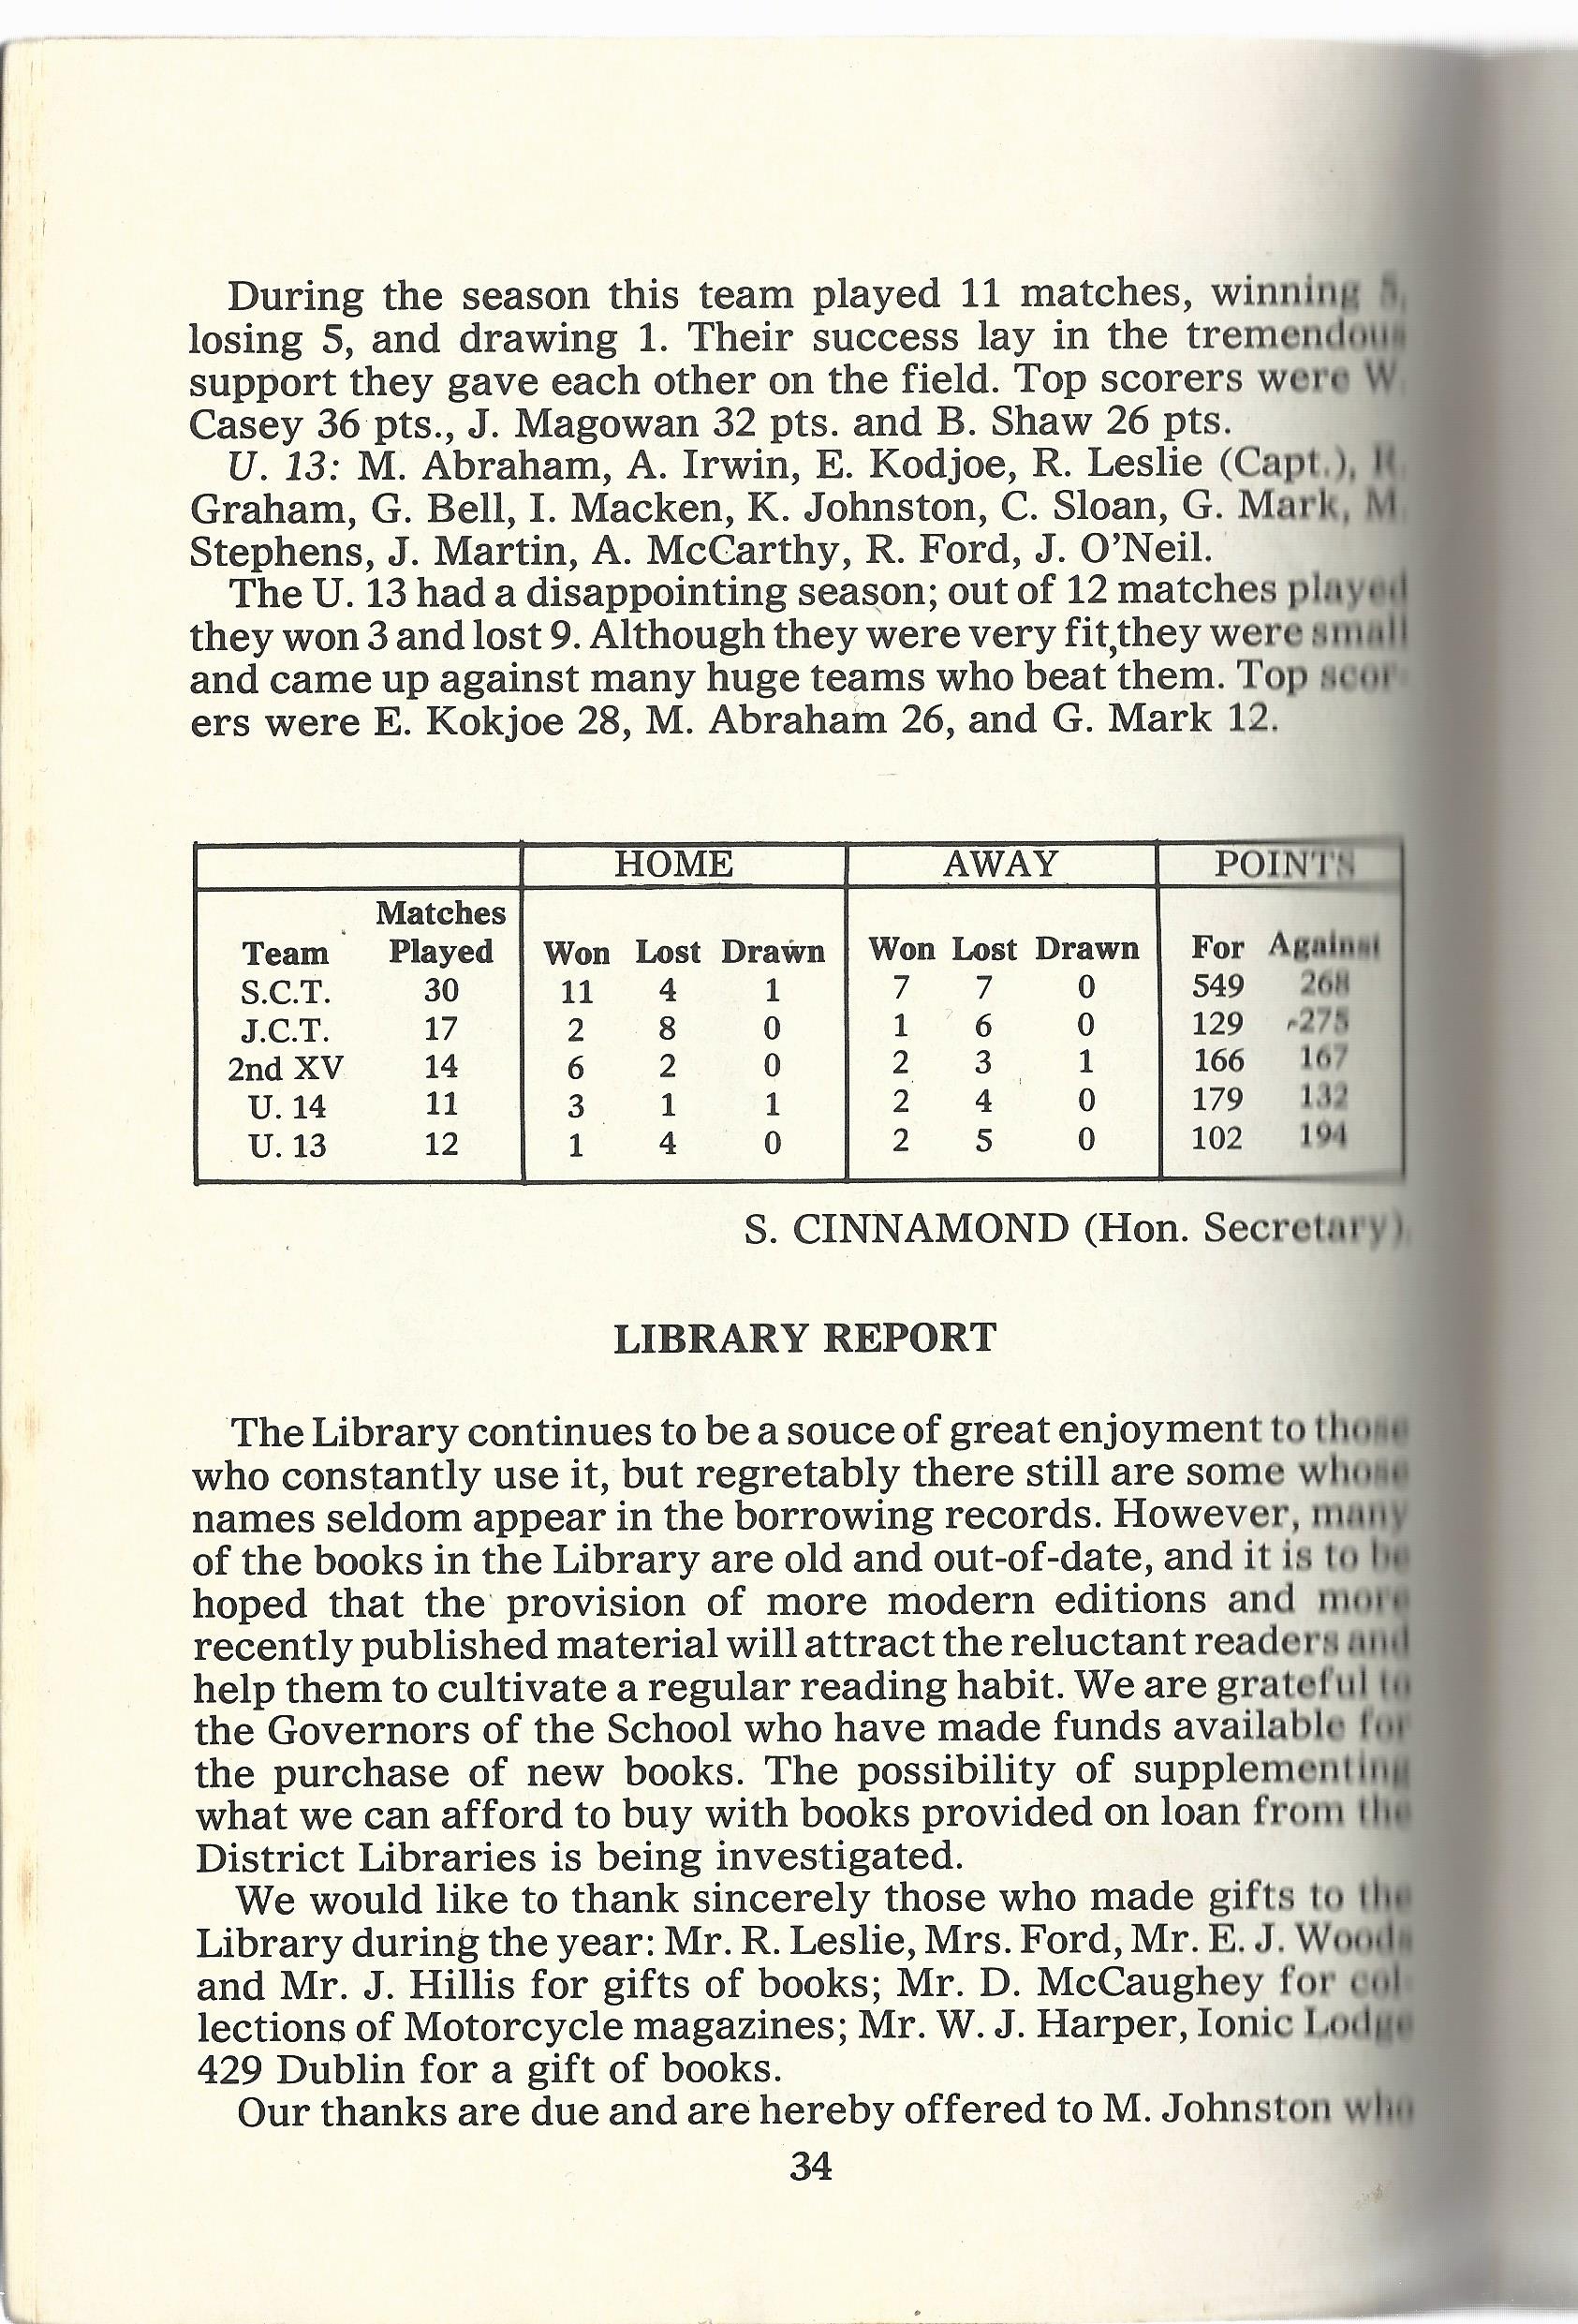 During the season this team played 11 matches, winning 5,
losing 5, and drawing 1. Their success lay in the tremendous
support they gave each other on the field. Top scorers were W.
Casey 36 pts., J. Magowan 32 pts. and B. Shaw 26 pts.
U. 13: M. Abraham, A. Irwin, E. Kodjoe, R. Leslie (Capt.), R.
Graham, G. Bell, I. Macken, K. Johnston, C. Sloan, G. Mark, M.
Stephens, J. Martin, A. McCarthy, R. Ford, J. O'Neil.
The U. 13 had a disappointing season; out of 12 matches played
they won 3 and lost 9. Although they were very fit,they were small
and came up against many huge teams who beat them. Top scor-
ers were E. Kokjoe 28, M. Abraham 26, and G. Mark 12.
HOME AWAY POINTS
Matches
Team Played Won Lost Drawn Won Lost Drawn For Against
S.C.T. 30 11 4 1 7 7 0 549 268
J.C.T. 17 2 8 0 1 6 0 129 275
2nd XV 14 6 2 0 2 3 1 166 167
U. 14 11 3 1 1 2 4 0 179 132
U. 13 12 1 4 0 2 5 0 102 194
S. CINNAMOND (Hon. Secretary).
LIBRARY REPORT
The Library continues to be a souce of great enjoyment to those
who constantly use it, but regretably there still are some whose
names seldom appear in the borrowing records. However, many
of the books in the Library are old and out-of-date, and it is to be
hoped that the provision of more modern editions and more
recently published material will attract the reluctant readers and
help them to cultivate a regular reading habit. We are grateful to
the Governors of the School who have made funds available for
the purchase of new books. The possibility of supplementing
what we can afford to buy with books provided on loan from the
District Libraries is being investigated.
We would like to thank sincerely those who made gifts to the
Library during the year: Mr. R. Leslie, Mrs. Ford, Mr. E. J. Woods
and Mr. J. Hillis for gifts of books; Mr. D. McCaughey for col-
lections of Motorcycle magazines; Mr. W. J. Harper, Ionic Lodge
429 Dublin for a gift of books.
Our thanks are due and are hereby offered to M. Johnston who
34